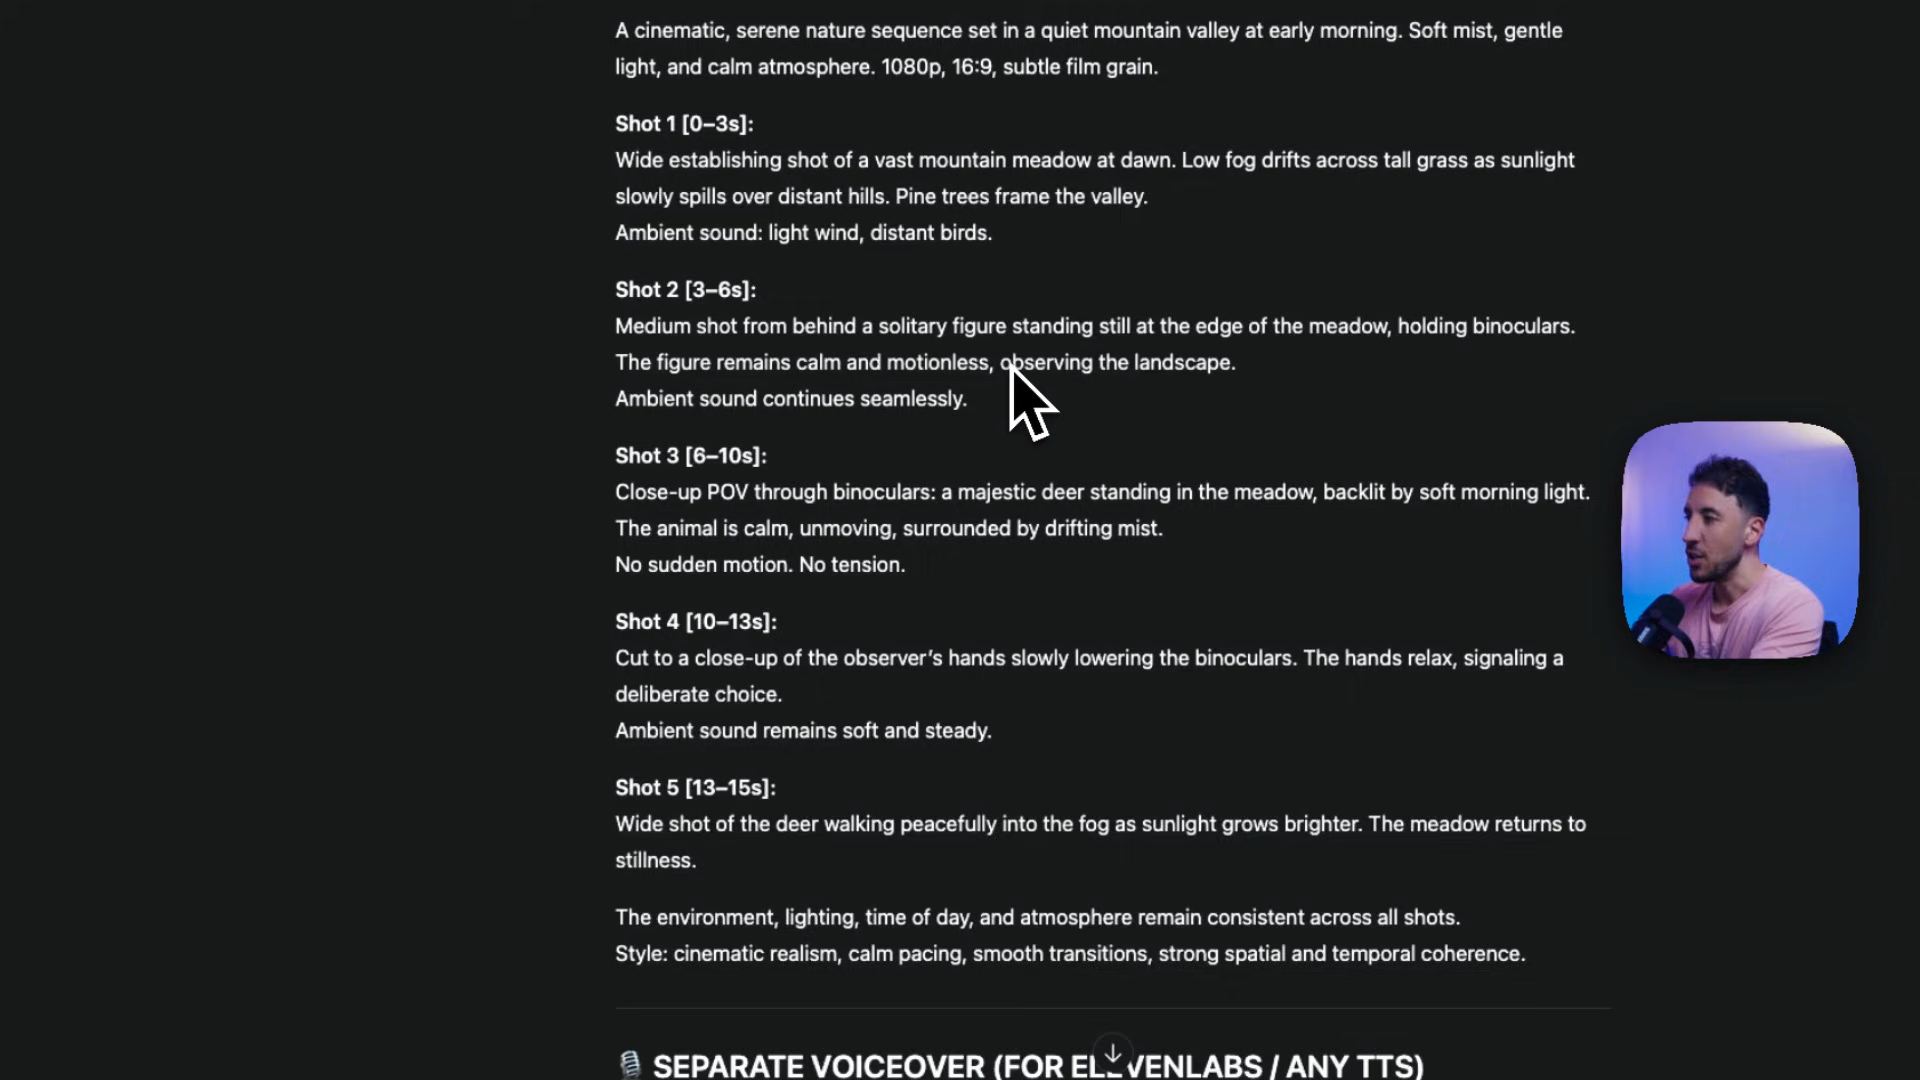 A cinematic, serene nature sequence set in a quiet mountain valley at early morning. Soft mist, gentle
light, and calm atmosphere. 1080p, 16:9, subtle film grain.
Shot 1 [0–3s]:
Wide establishing shot of a vast mountain meadow at dawn. Low fog drifts across tall grass as sunlight
slowly spills over distant hills. Pine trees frame the valley.
Ambient sound: light wind, distant birds.
Shot 2 [3–6s]:
Medium shot from behind a solitary figure standing still at the edge of the meadow, holding binoculars.
The figure remains calm and motionless, observing the landscape.
Ambient sound continues seamlessly.
Shot 3 [6–10s]:
Close-up POV through binoculars: a majestic deer standing in the meadow, backlit by soft morning light.
The animal is calm, unmoving, surrounded by drifting mist.
No sudden motion. No tension.
Shot 4 [10–13s]:
Cut to a close-up of the observer’s hands slowly lowering the binoculars. The hands relax, signaling a
deliberate choice.
Ambient sound remains soft and steady.
Shot 5 [13–15s]:
Wide shot of the deer walking peacefully into the fog as sunlight grows brighter. The meadow returns to
stillness.
The environment, lighting, time of day, and atmosphere remain consistent across all shots.
Style: cinematic realism, calm pacing, smooth transitions, strong spatial and temporal coherence.
SEPARATE VOICEOVER (FOR ELEVENLABS / ANY TTS)